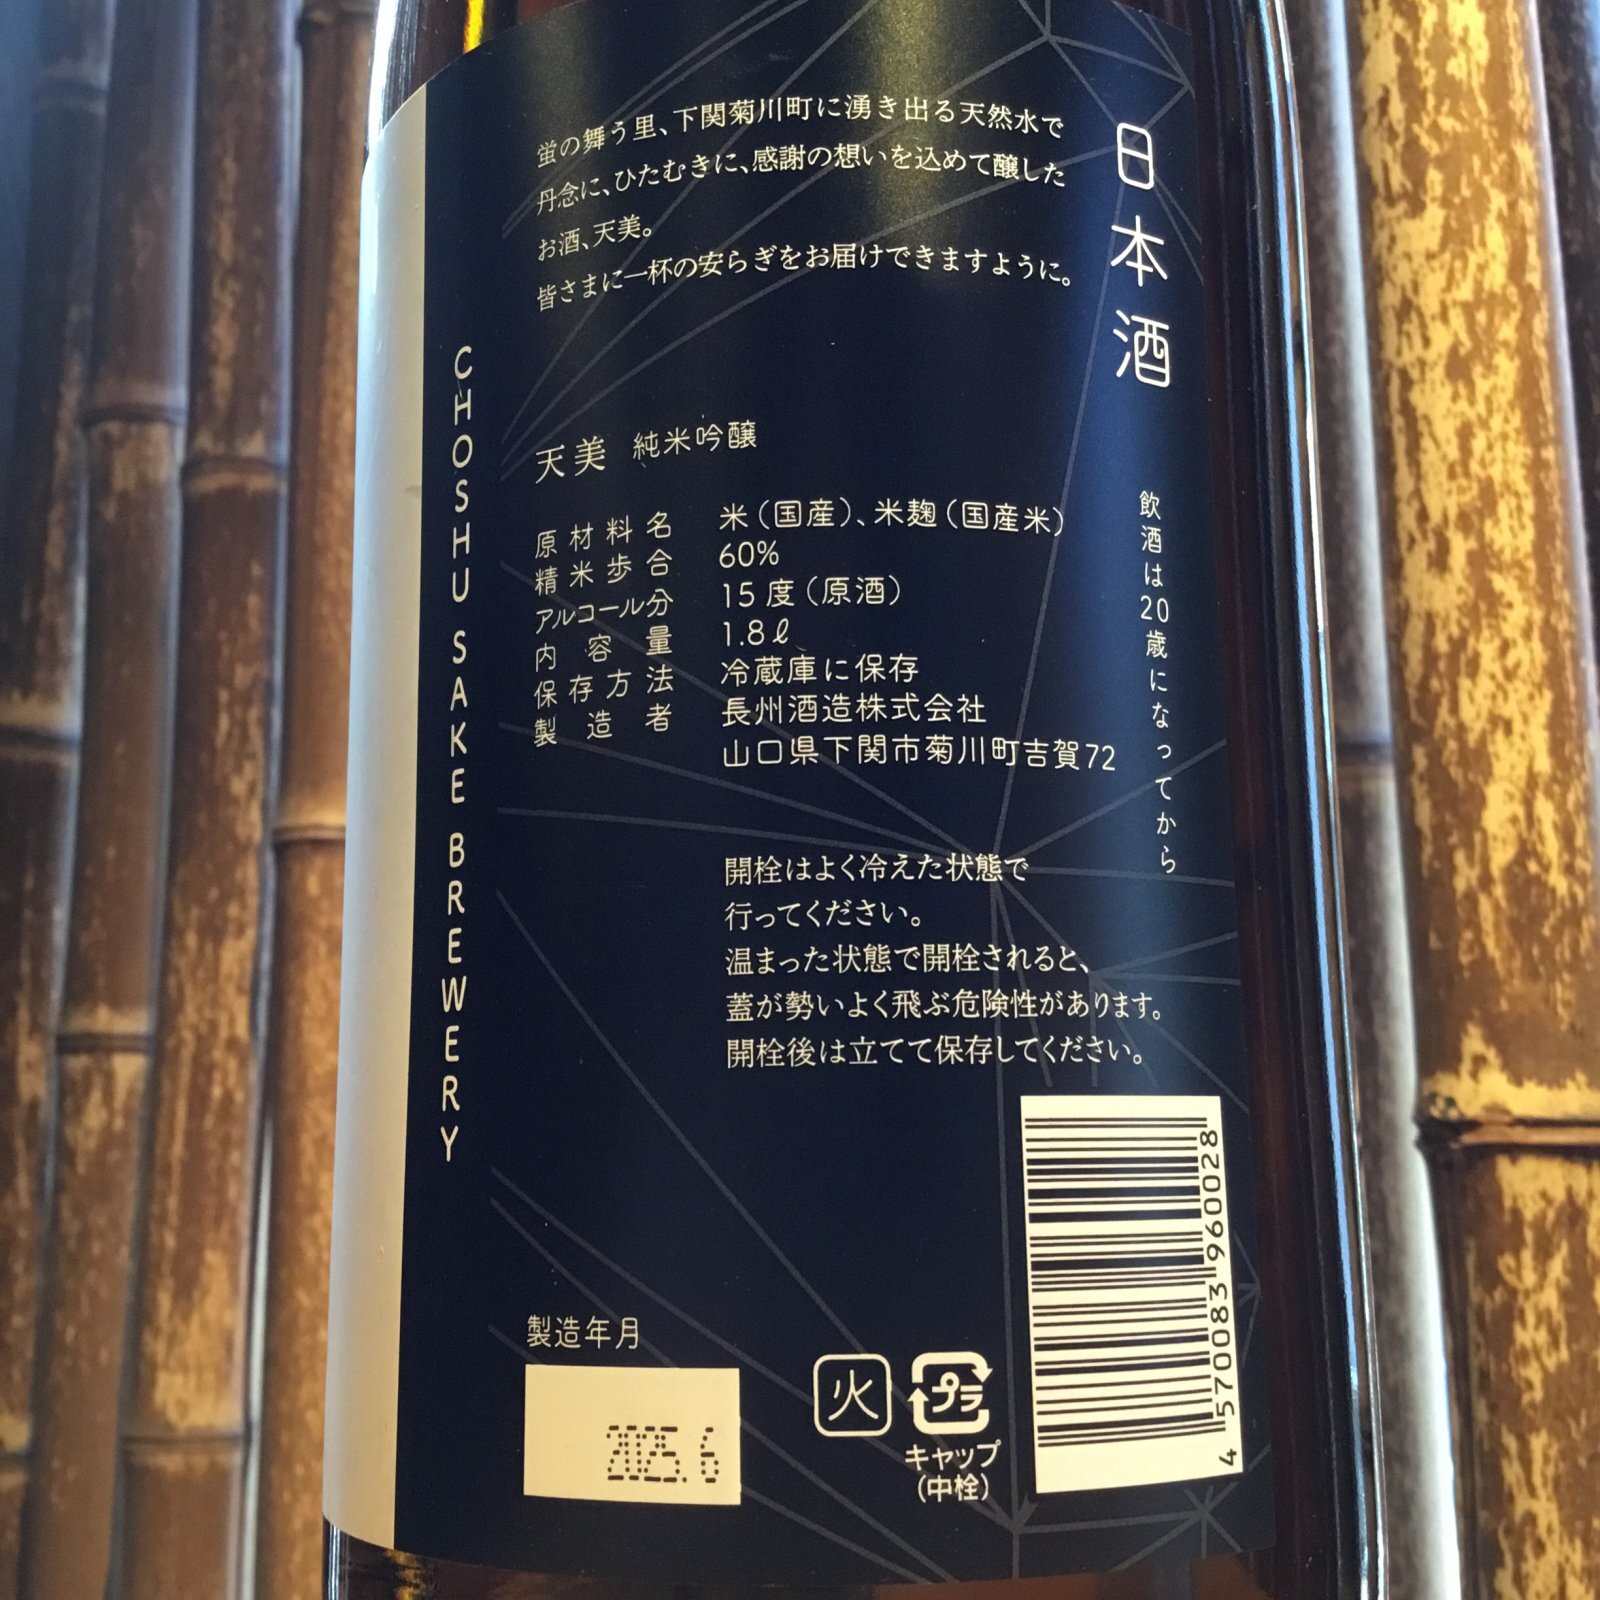 日本酒
飲酒は20歳になってから
蛍の舞う里、下関菊川町に湧き出る天然水で
丹念に、ひたむきに、感謝の想いを込めて醸した
お酒、天美。
皆さまに一杯の安らぎをお届けできますように。
CHOSHU SAKE BREWERY
天美 純米吟醸
原材料名 米(国産)、米麹(国産米)
精米歩合 60%
アルコール分 15度(原酒)
内容量 1.8ℓ
保存方法 冷蔵庫に保存
製造者 長州酒造株式会社
山口県下関市菊川町吉賀72
開栓はよく冷えた状態で
行ってください。
温まった状態で開栓されると、
蓋が勢いよく飛ぶ危険性があります。
開栓後は立てて保存してください。
製造年月
2025.6
火
プラ
キャップ
(中栓)
4 570083 960028